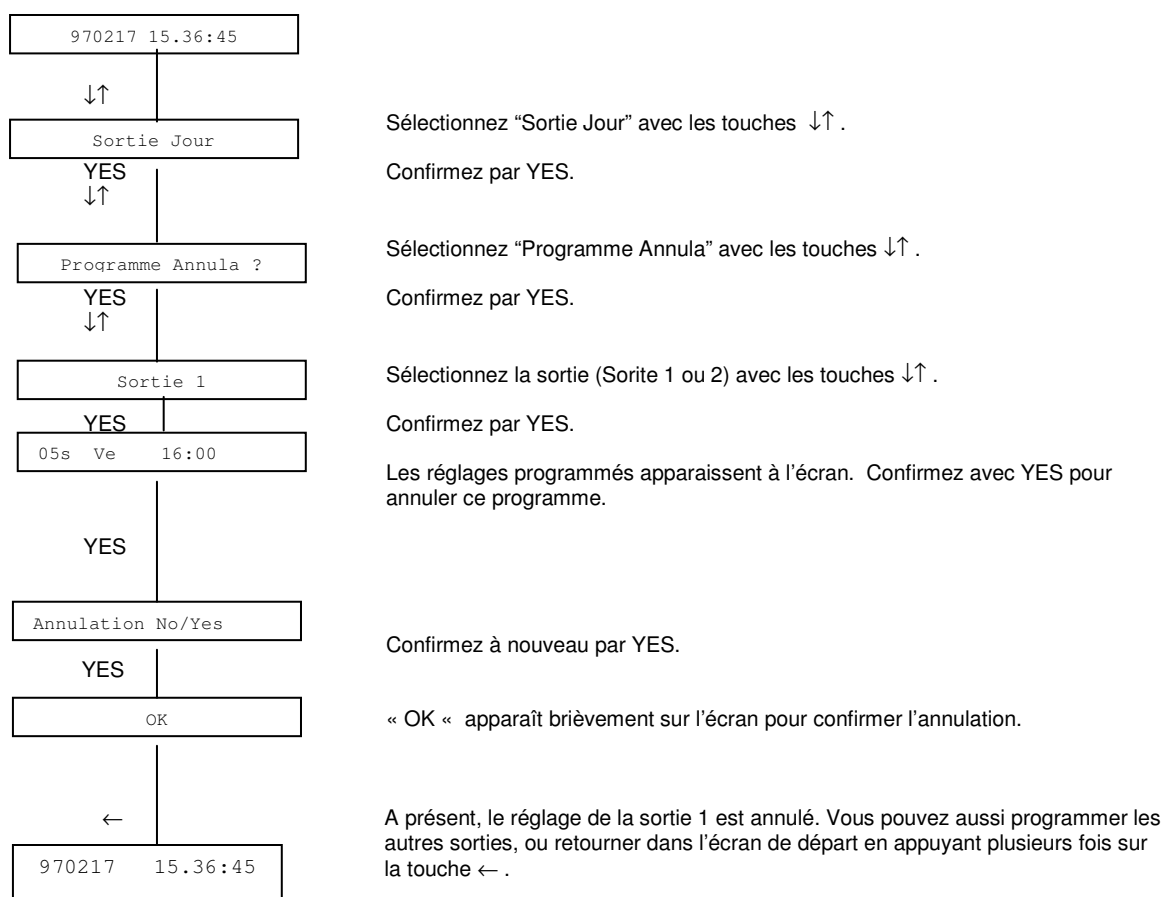 970217 15.36:45
↓↑
Sortie Jour
Sélectionnez “Sortie Jour” avec les touches ↓↑ .
YES
Confirmez par YES.
↓↑
Programme Annula ?
Sélectionnez “Programme Annula” avec les touches ↓↑ .
YES
Confirmez par YES.
↓↑
Sortie 1
Sélectionnez la sortie (Sorite 1 ou 2) avec les touches ↓↑ .
YES
Confirmez par YES.
05s Ve 16:00
Les réglages programmés apparaissent à l’écran. Confirmez avec YES pour
annuler ce programme.
YES
Annulation No/Yes
Confirmez à nouveau par YES.
YES
OK
« OK « apparaît brièvement sur l’écran pour confirmer l’annulation.
←
A présent, le réglage de la sortie 1 est annulé. Vous pouvez aussi programmer les
autres sorties, ou retourner dans l’écran de départ en appuyant plusieurs fois sur
la touche ← .
970217 15.36:45